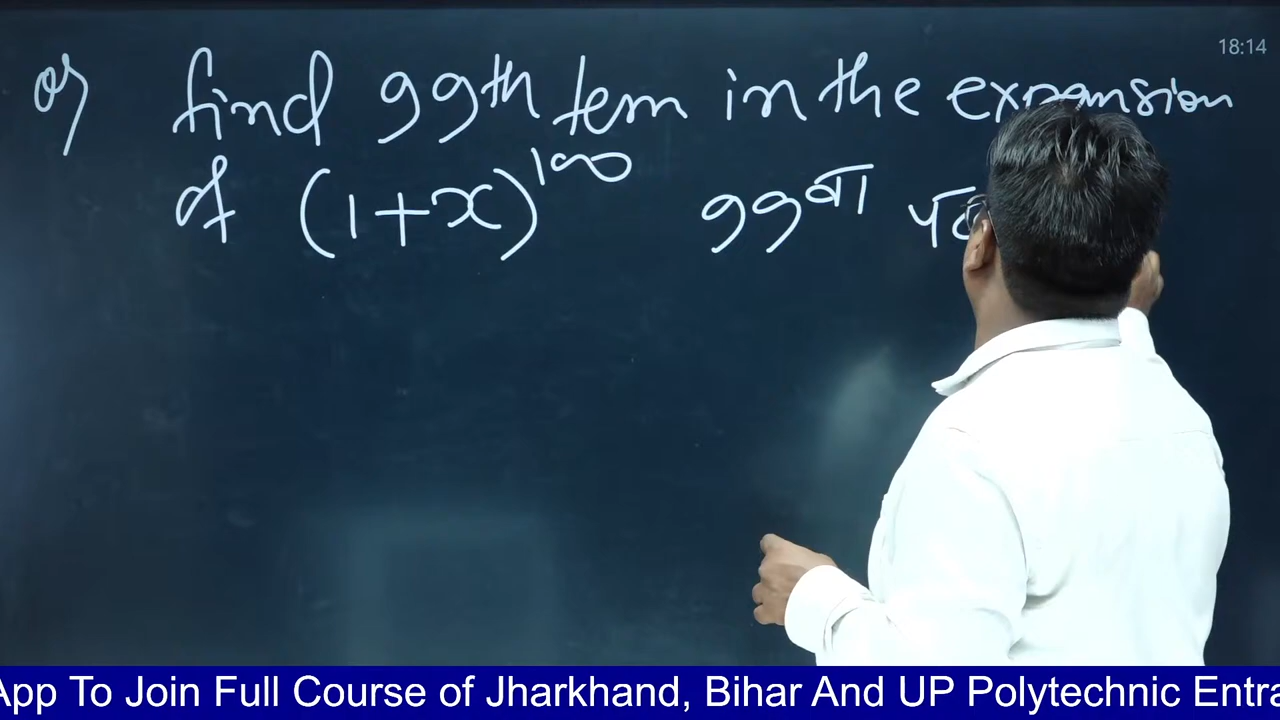 18:14
Q find 99th term in the expansion
of (1+x)^100 99वा
App To Join Full Course of Jharkhand, Bihar And UP Polytechnic Entra